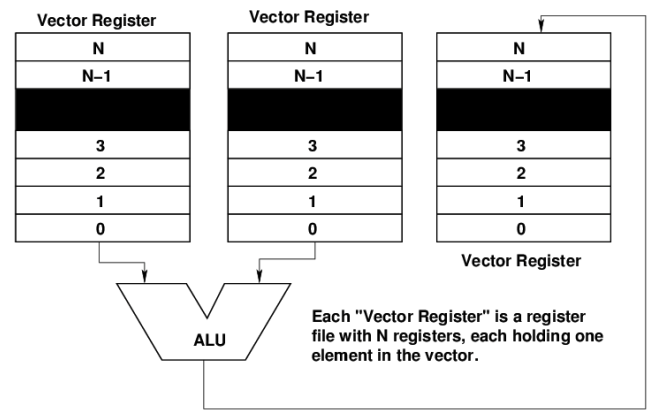 Vector Register
N
N−1
3
2
1
0
Vector Register
N
N−1
3
2
1
0
N
N−1
3
2
1
0
Vector Register
ALU
Each "Vector Register" is a register
file with N registers, each holding one
element in the vector.